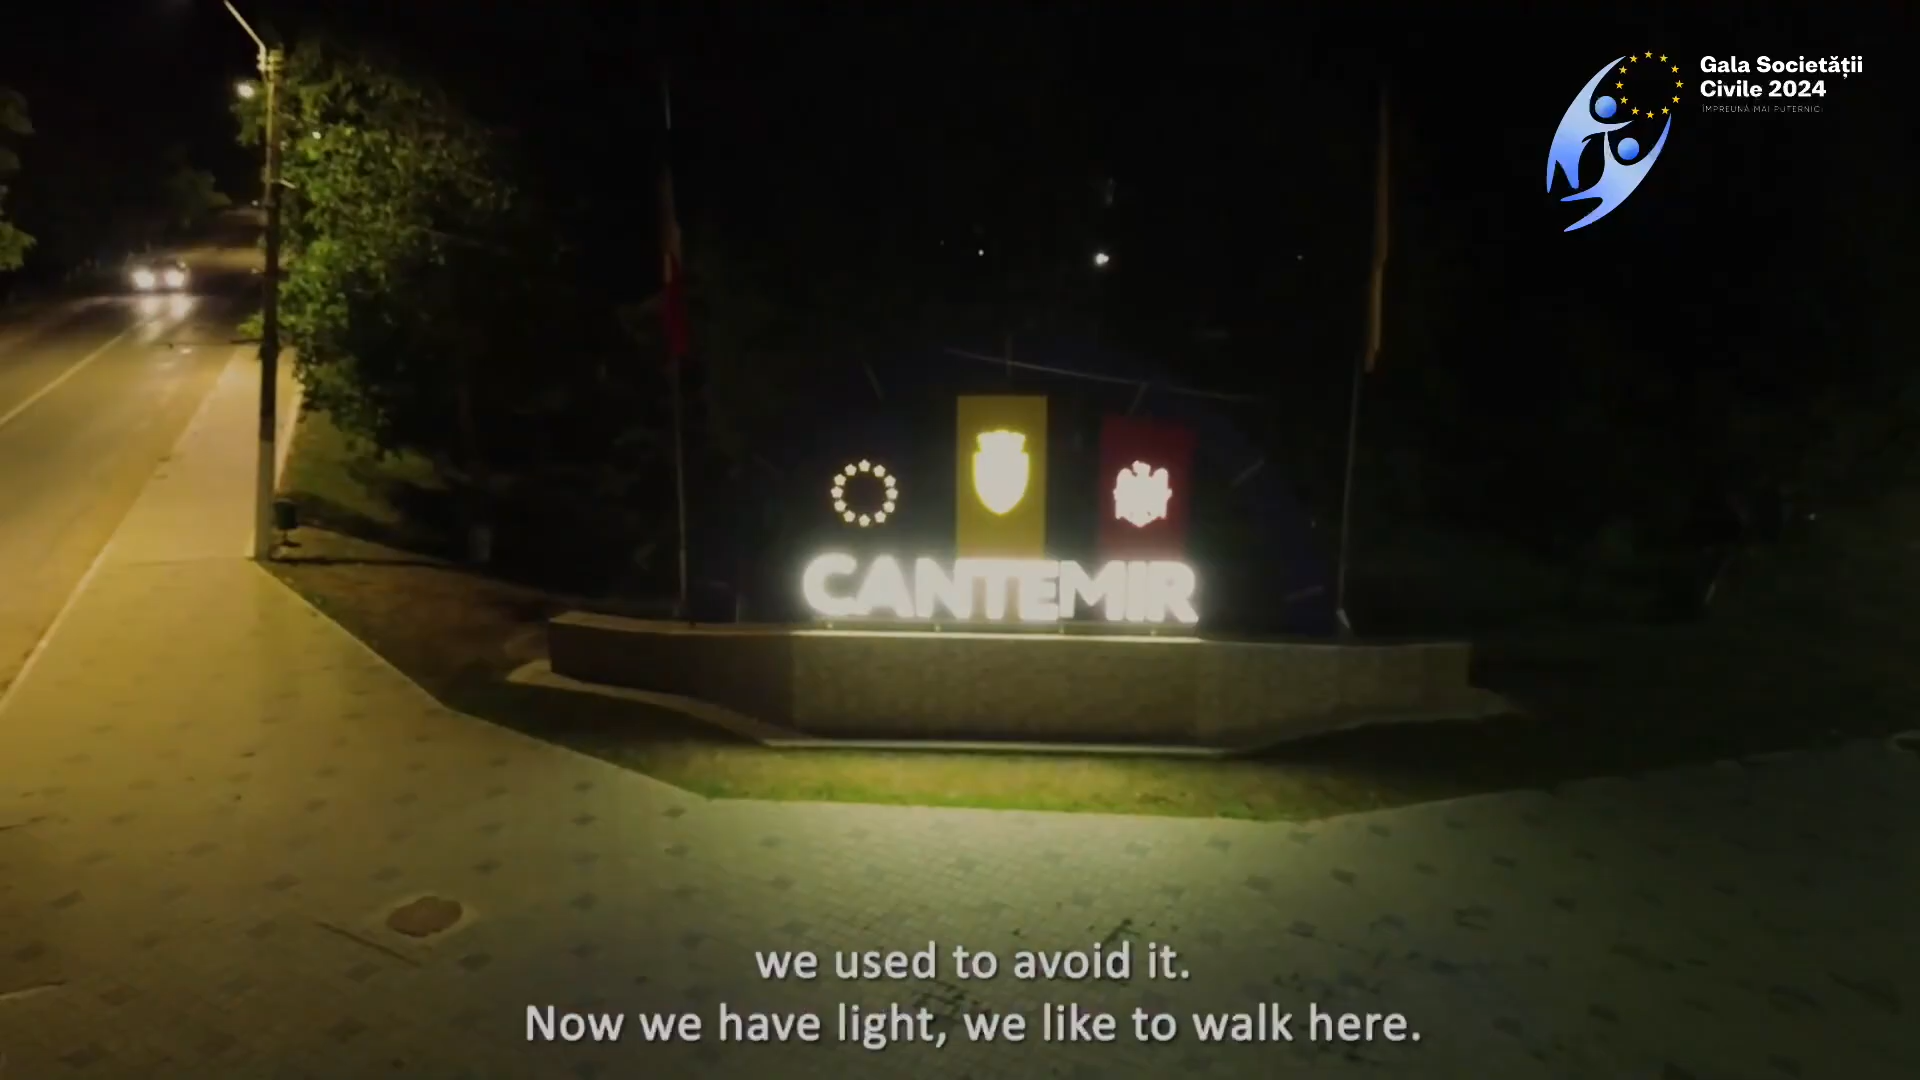 Gala Societății
Civile 2024
ÎMPREUNĂ MAI PUTERNICI
CANTEMIR
we used to avoid it.
Now we have light, we like to walk here.